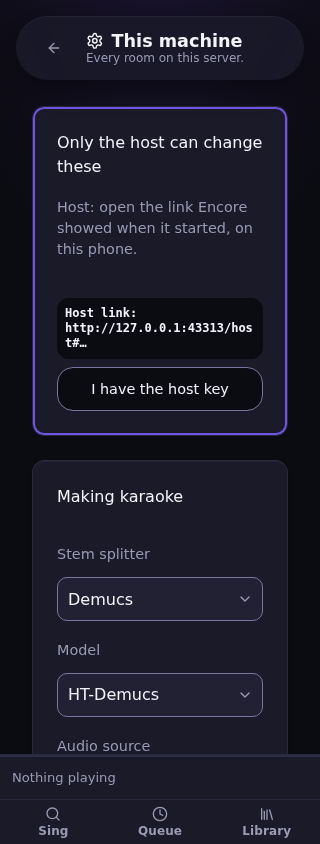 This machine
Every room on this server.
Only the host can change
these
Host: open the link Encore
showed when it started, on
this phone.
Host link:
http://127.0.0.1:43313/hos
t#…
I have the host key
Making karaoke
Stem splitter
Demucs
Model
HT-Demucs
Audio source
Nothing playing
Sing
Queue
Library